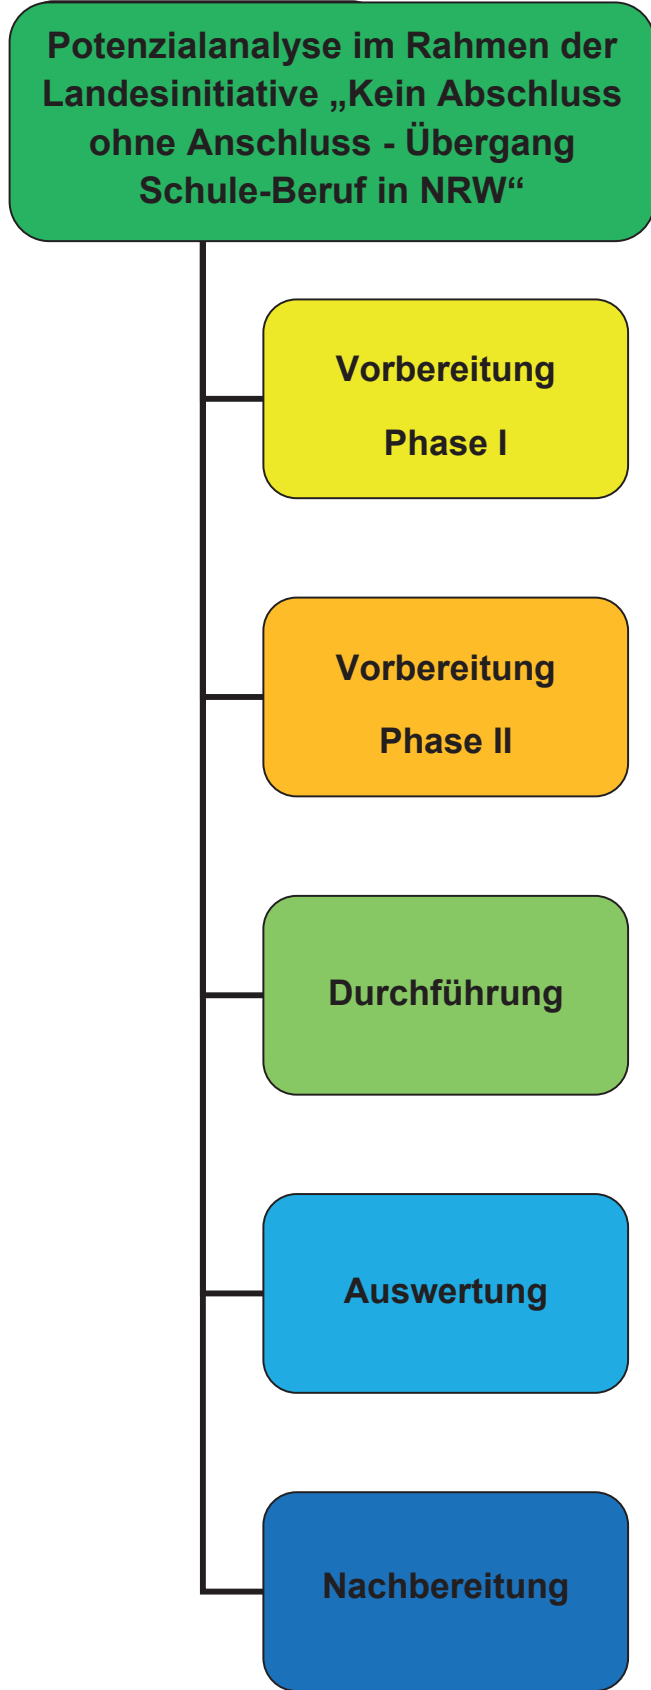 Potenzialanalyse im Rahmen der
Landesinitiative „Kein Abschluss
ohne Anschluss - Übergang
Schule-Beruf in NRW“
Vorbereitung
Phase I
Vorbereitung
Phase II
Durchführung
Auswertung
Nachbereitung